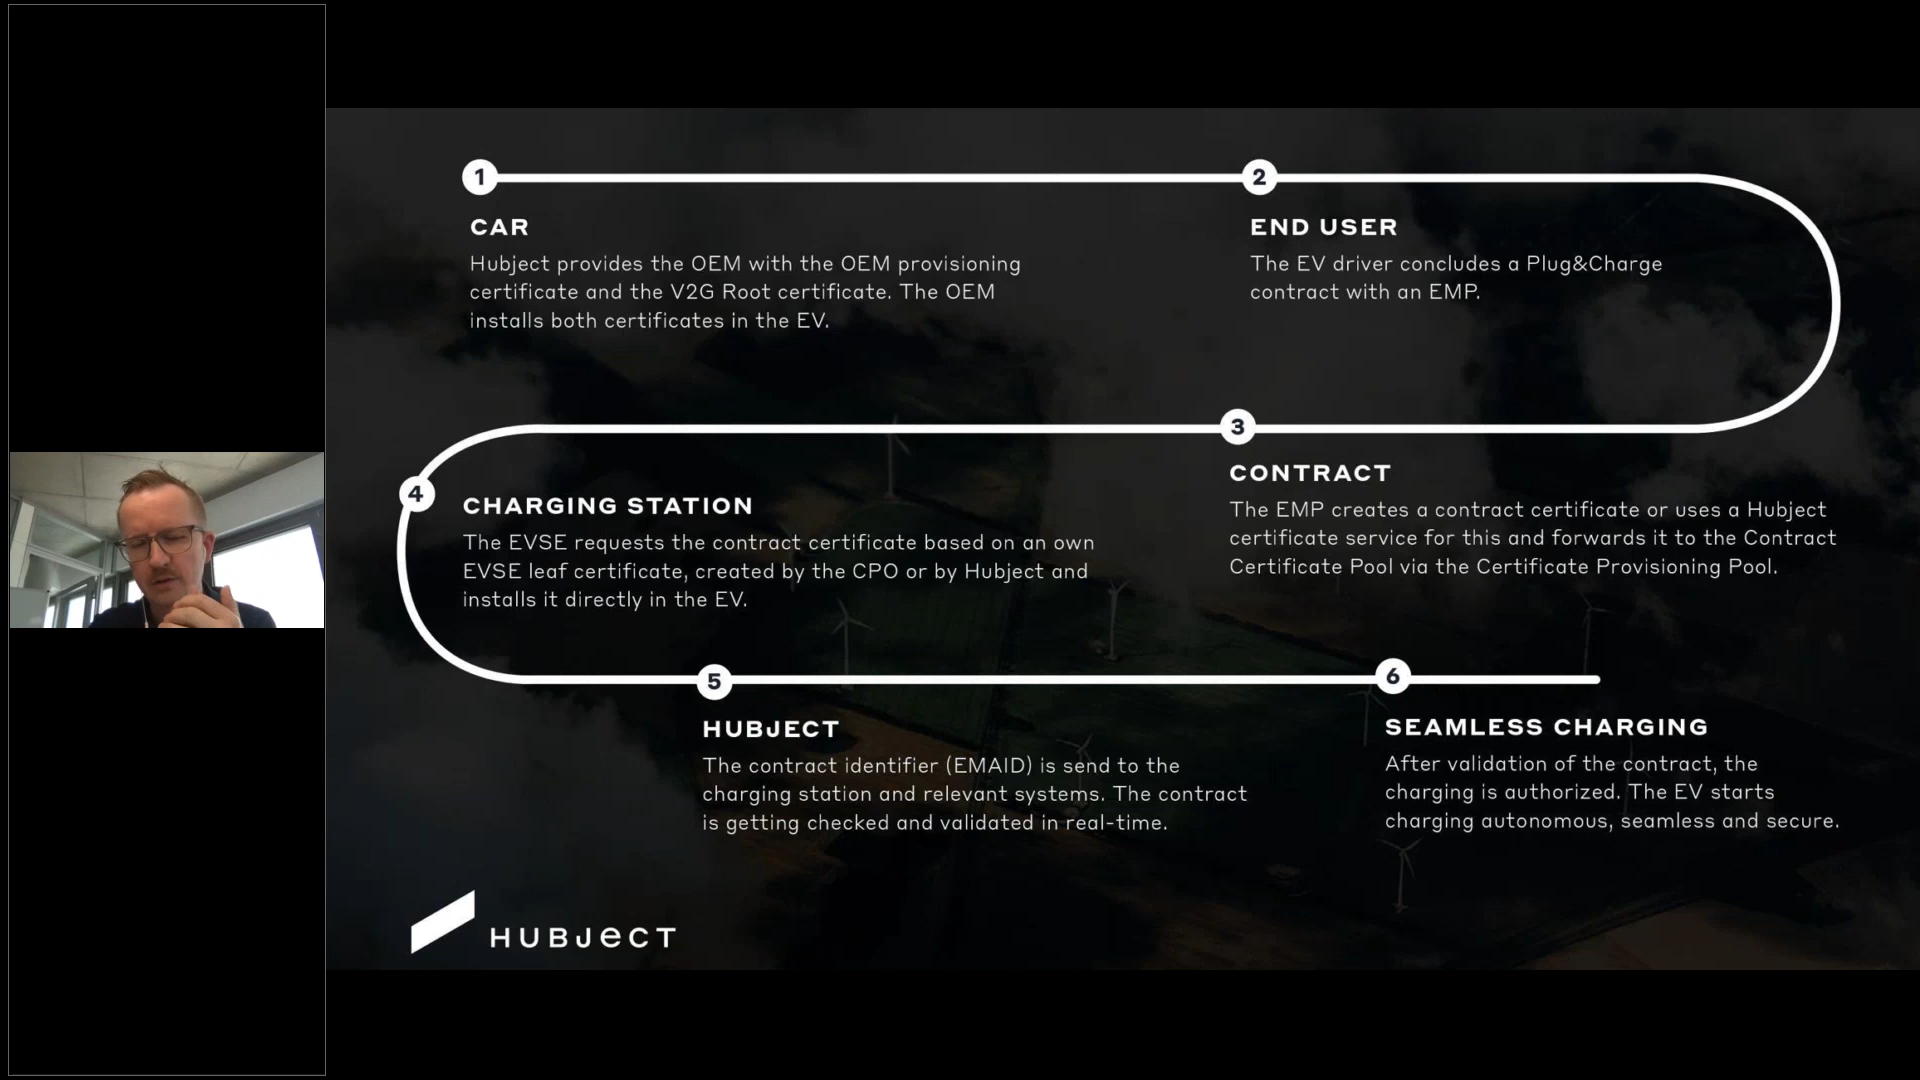 1
CAR
Hubject provides the OEM with the OEM provisioning
certificate and the V2G Root certificate. The OEM
installs both certificates in the EV.
2
END USER
The EV driver concludes a Plug&Charge
contract with an EMP.
3
CONTRACT
The EMP creates a contract certificate or uses a Hubject
certificate service for this and forwards it to the Contract
Certificate Pool via the Certificate Provisioning Pool.
4
CHARGING STATION
The EVSE requests the contract certificate based on an own
EVSE leaf certificate, created by the CPO or by Hubject and
installs it directly in the EV.
5
HUBJECT
The contract identifier (EMAID) is send to the
charging station and relevant systems. The contract
is getting checked and validated in real-time.
6
SEAMLESS CHARGING
After validation of the contract, the
charging is authorized. The EV starts
charging autonomous, seamless and secure.
HUBJECT